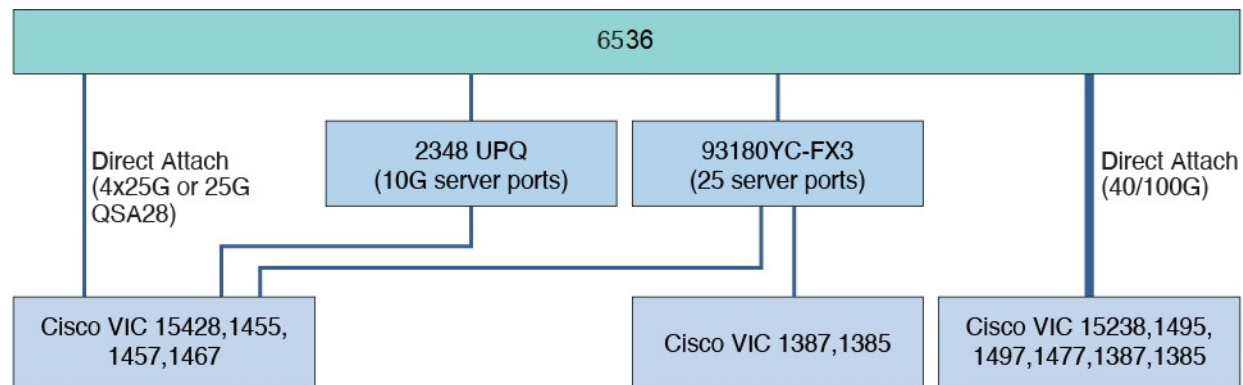 6536
Direct Attach
(4x25G or 25G
QSA28)
2348 UPQ
(10G server ports)
93180YC-FX3
(25 server ports)
Direct Attach
(40/100G)
Cisco VIC 15428,1455,
1457,1467
Cisco VIC 1387,1385
Cisco VIC 15238,1495,
1497,1477,1387,1385